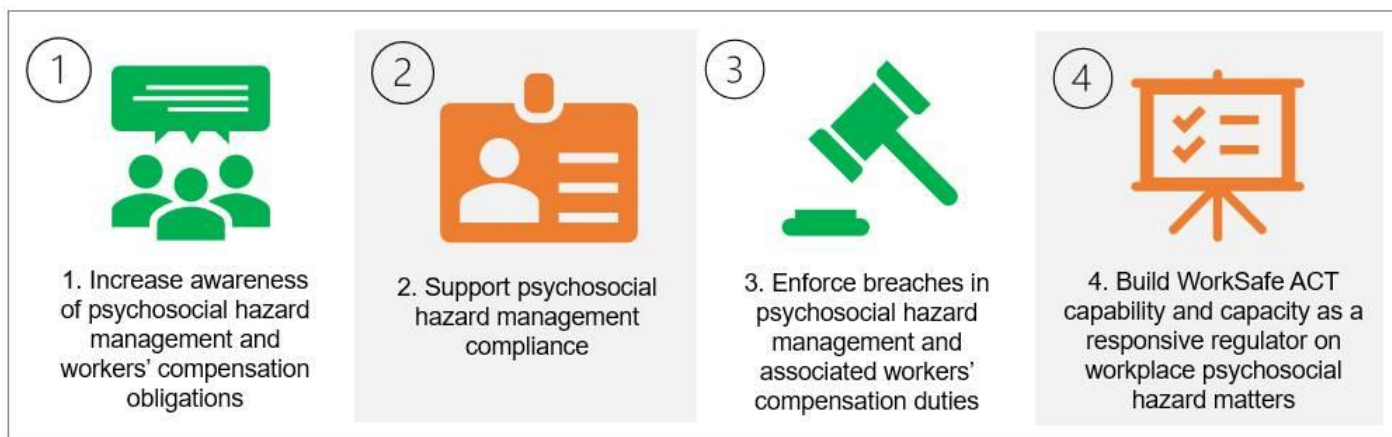 1
1. Increase awareness
of psychosocial hazard
management and
workers' compensation
obligations
2
2. Support psychosocial
hazard management
compliance
3
3. Enforce breaches in
psychosocial hazard
management and
associated workers'
compensation duties
4
4. Build WorkSafe ACT
capability and capacity as a
responsive regulator on
workplace psychosocial
hazard matters